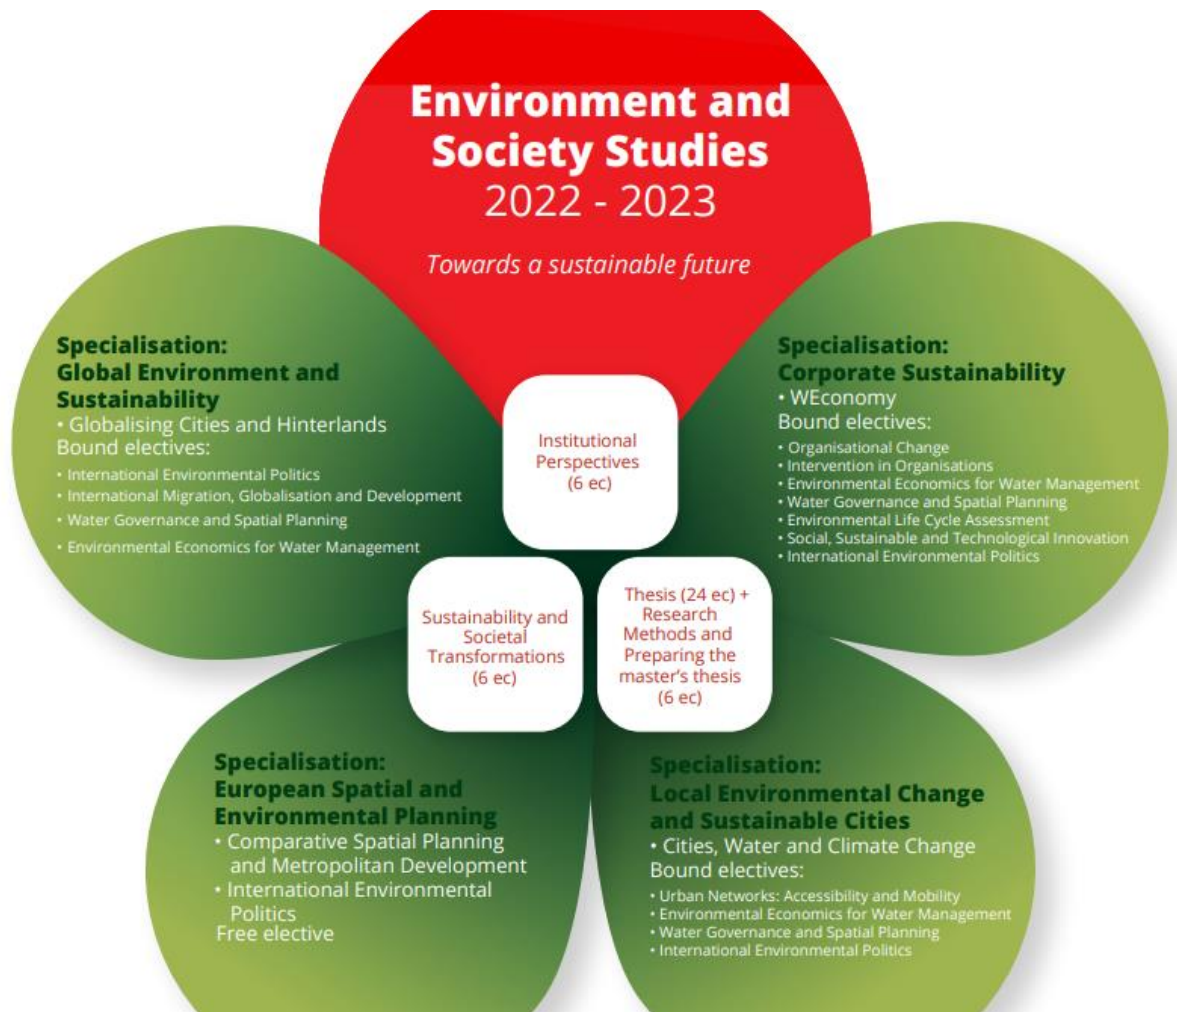 Environment and
Society Studies
2022 - 2023
Towards a sustainable future
Specialisation:
Global Environment and
Sustainability
• Globalising Cities and Hinterlands
Bound electives:
• International Environmental Politics
• International Migration, Globalisation and Development
• Water Governance and Spatial Planning
• Environmental Economics for Water Management
Specialisation:
Corporate Sustainability
• WEconomy
Bound electives:
• Organisational Change
• Intervention in Organisations
• Environmental Economics for Water Management
• Water Governance and Spatial Planning
• Environmental Life Cycle Assessment
• Social, Sustainable and Technological Innovation
• International Environmental Politics
Institutional
Perspectives
(6 ec)
Sustainability and
Societal
Transformations
(6 ec)
Thesis (24 ec) +
Research
Methods and
Preparing the
master's thesis
(6 ec)
Specialisation:
European Spatial and
Environmental Planning
• Comparative Spatial Planning
and Metropolitan Development
• International Environmental
Politics
Free elective
Specialisation:
Local Environmental Change
and Sustainable Cities
• Cities, Water and Climate Change
Bound electives:
• Urban Networks: Accessibility and Mobility
• Environmental Economics for Water Management
• Water Governance and Spatial Planning
• International Environmental Politics